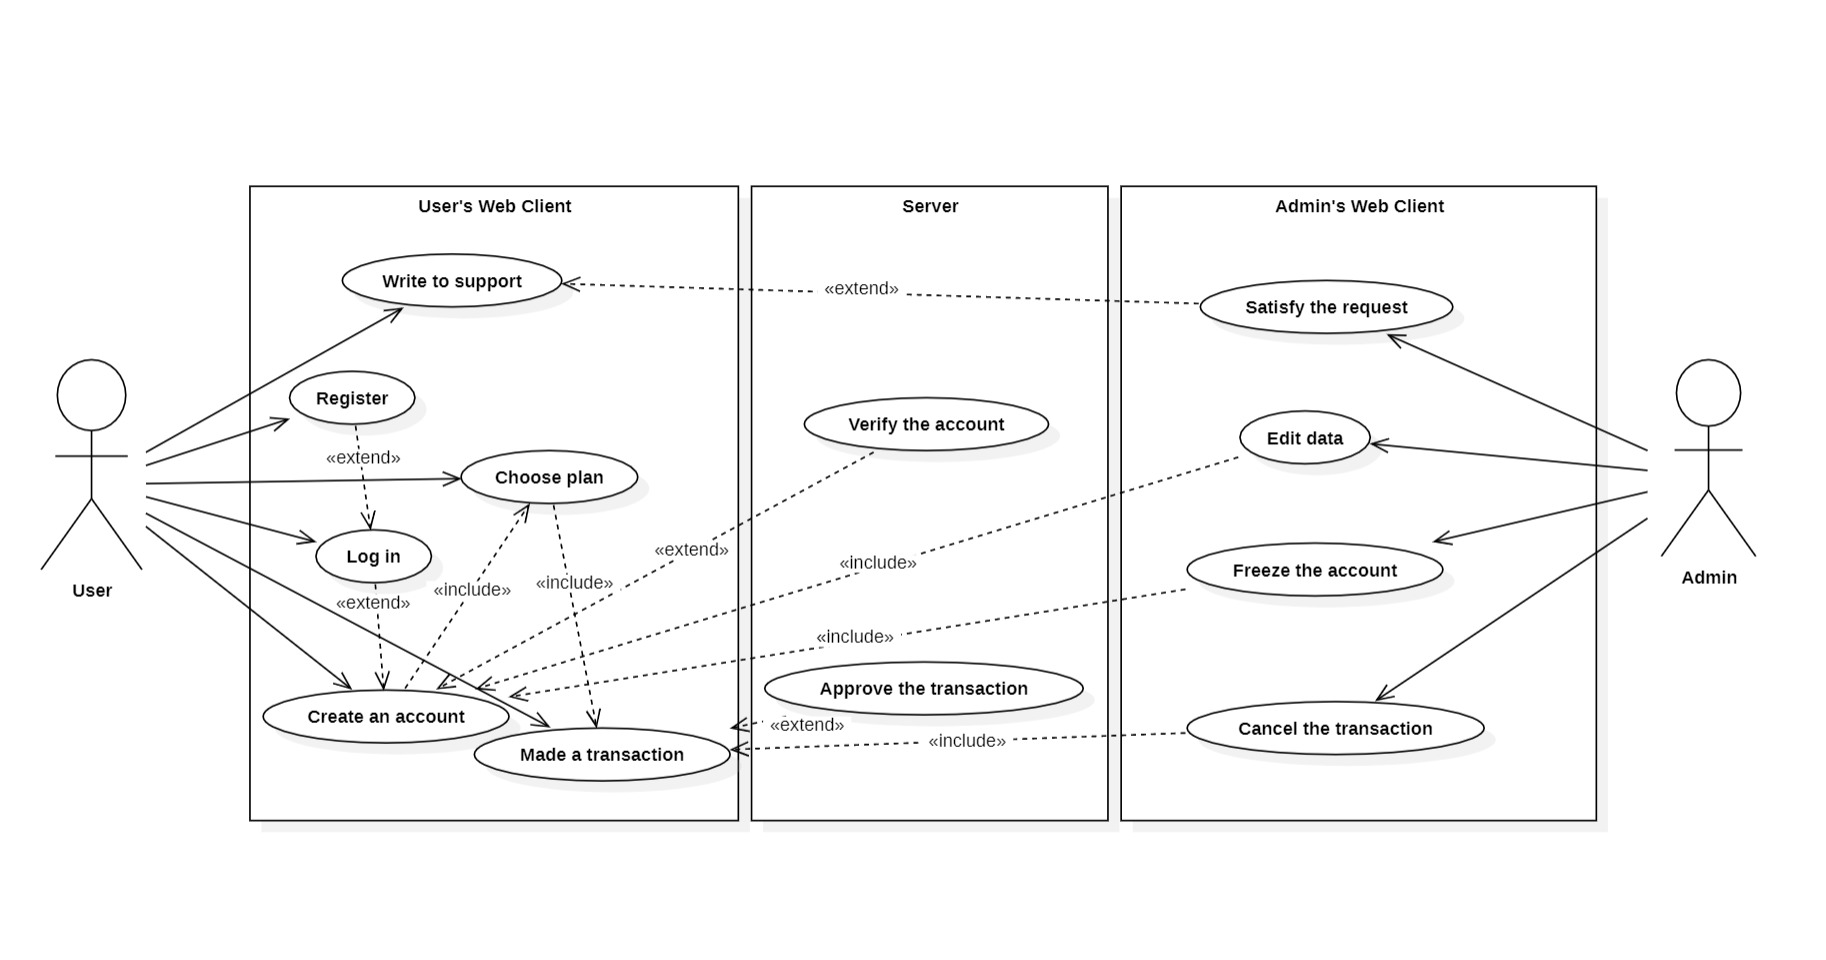 User's Web Client
Server
Admin's Web Client
Write to support
«extend»
Satisfy the request
Register
Verify the account
Edit data
«extend»
Choose plan
«extend»
Log in
«include»
Freeze the account
User
Admin
«include»
«include»
«extend»
«include»
Create an account
Approve the transaction
«extend»
Cancel the transaction
«include»
Made a transaction